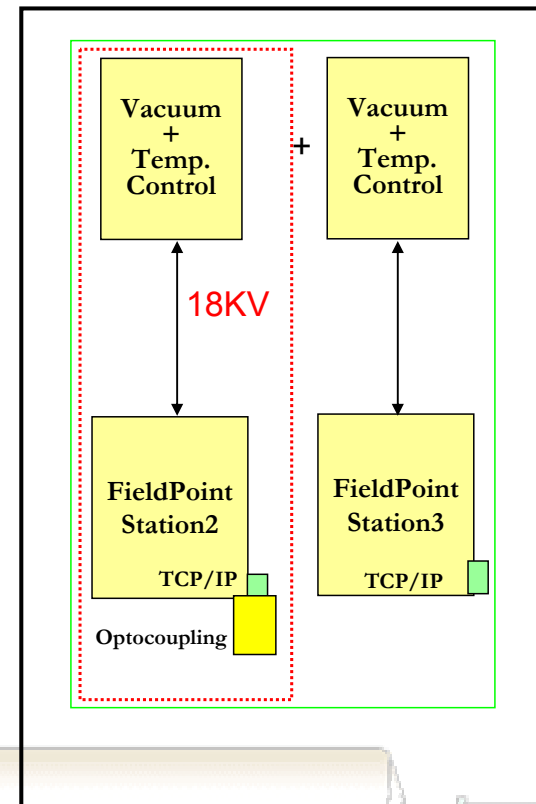 Vacuum
+
Temp.
Control
+
Vacuum
+
Temp.
Control
18KV
FieldPoint
Station2
TCP/IP
Optocoupling
FieldPoint
Station3
TCP/IP